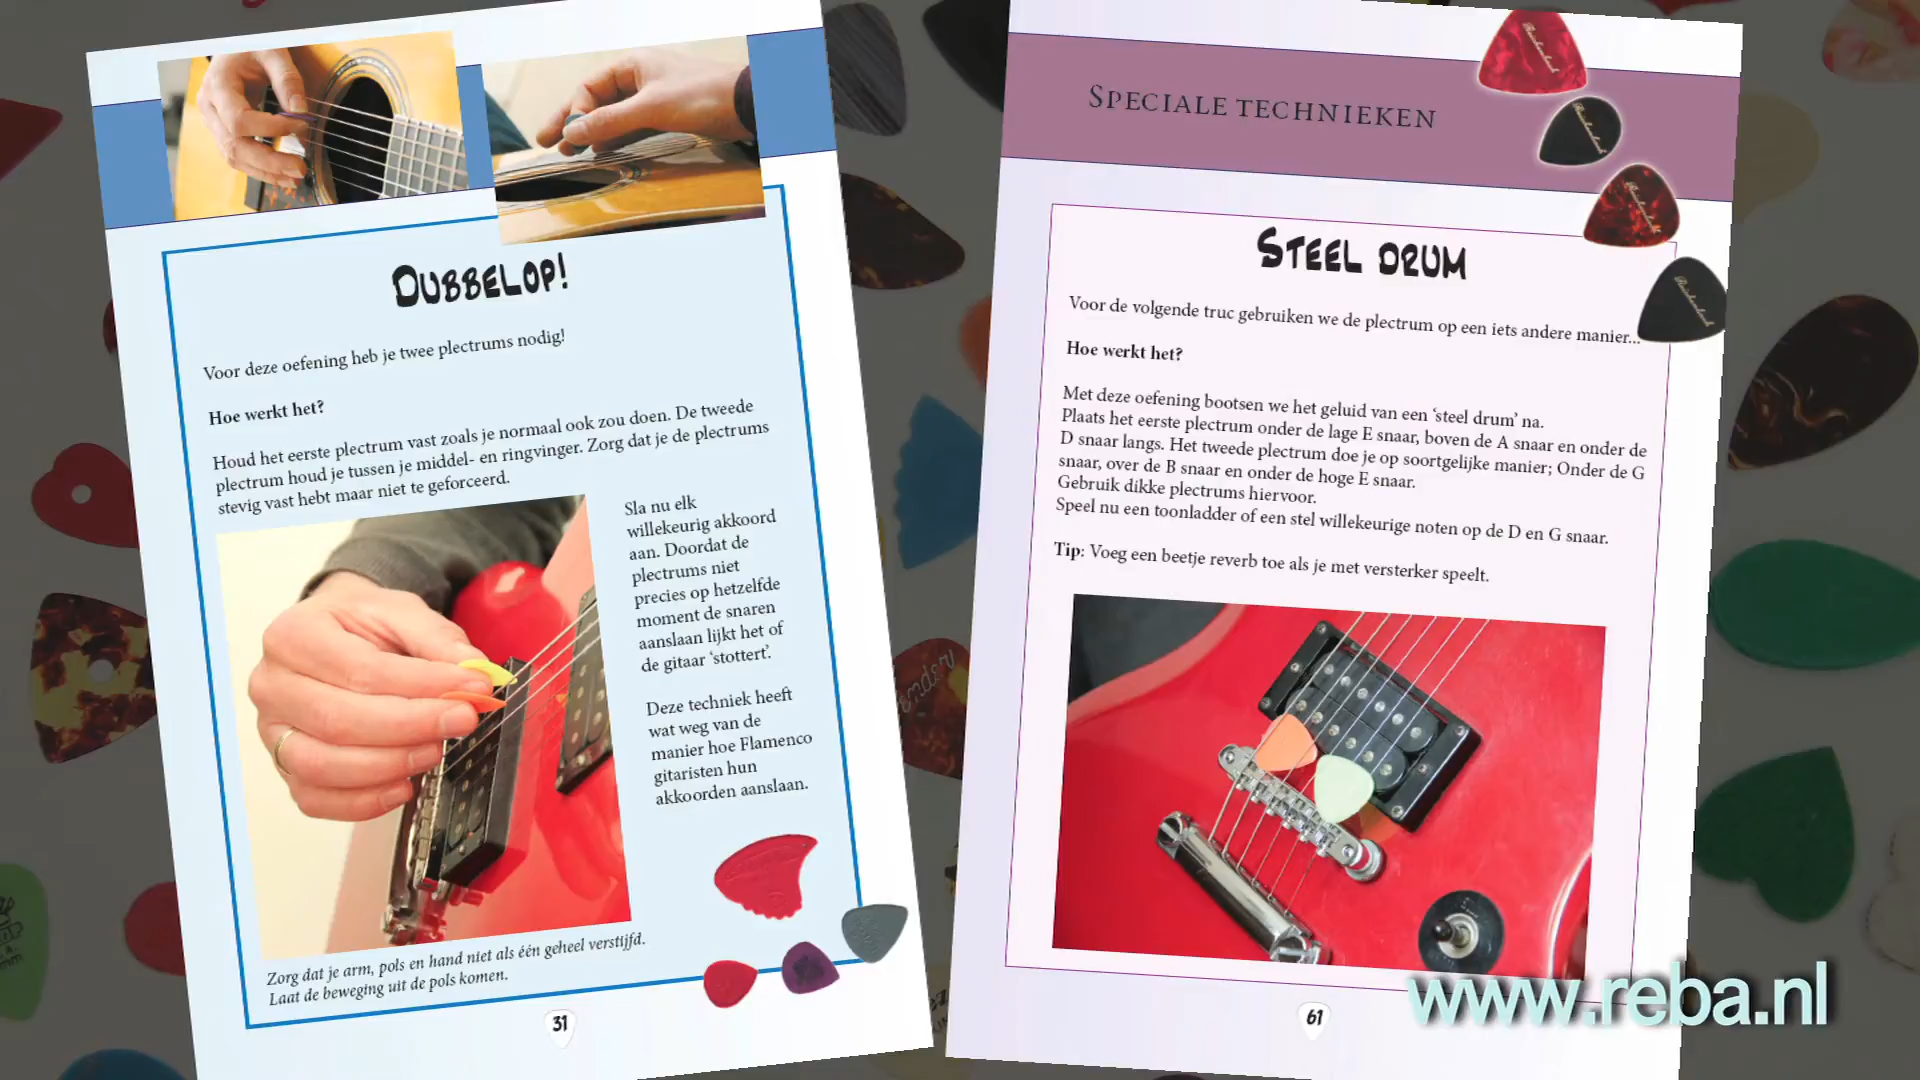 Dubbelop!
Voor deze oefening heb je twee plectrums nodig!
Hoe werkt het?
Houd het eerste plectrum vast zoals je normaal ook zou doen. De tweede
plectrum houd je tussen je middel- en ringvinger. Zorg dat je de plectrums
stevig vast hebt maar niet te geforceerd.
Sla nu elk
willekeurig akkoord
aan. Doordat de
plectrums niet
precies op hetzelfde
moment de snaren
aanslaan lijkt het of
de gitaar ‘stottert’.
Deze techniek heeft
wat weg van de
manier hoe Flamenco
gitaristen hun
akkoorden aanslaan.
Zorg dat je arm, pols en hand niet als één geheel verstijfd.
Laat de beweging uit de pols komen.
31
Speciale technieken
Steel drum
Voor de volgende truc gebruiken we de plectrum op een iets andere manier...
Hoe werkt het?
Met deze oefening bootsen we het geluid van een ‘steel drum’ na.
Plaats het eerste plectrum onder de lage E snaar, boven de A snaar en onder de
D snaar langs. Het tweede plectrum doe je op soortgelijke manier; Onder de G
snaar, over de B snaar en onder de hoge E snaar.
Gebruik dikke plectrums hiervoor.
Speel nu een toonladder of een stel willekeurige noten op de D en G snaar.
Tip: Voeg een beetje reverb toe als je met versterker speelt.
61
www.reba.nl